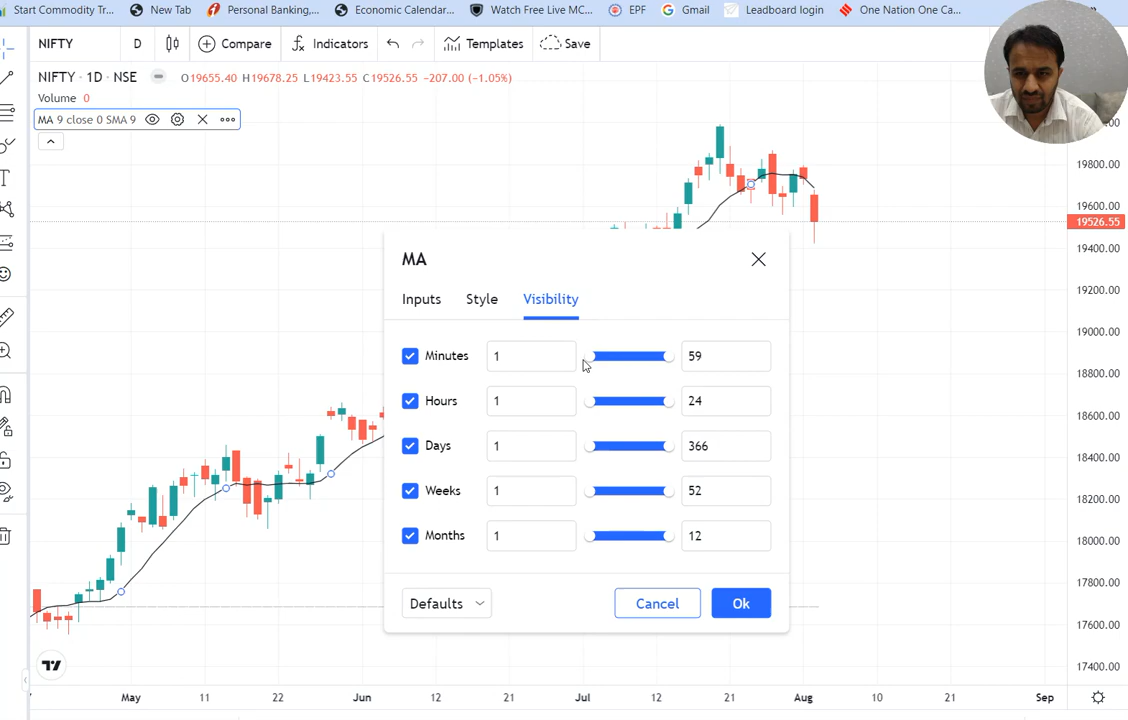 Start Commodity Tr... New Tab Personal Banking,... Economic Calendar... Watch Free Live MC... EPF Gmail Leadboard login One Nation One Ca... »
NIFTY D Compare Indicators Templates Save
NIFTY · 1D · NSE O19655.40 H19678.25 L19423.55 C19526.55 −207.00 (−1.05%)
Volume 0
MA 9 close 0 SMA 9
19800.00
19600.00
19526.55
19400.00
19200.00
19000.00
18800.00
18600.00
18400.00
18200.00
18000.00
17800.00
17600.00
17400.00
MA
Inputs Style Visibility
Minutes 1 59
Hours 1 24
Days 1 366
Weeks 1 52
Months 1 12
Defaults Cancel Ok
May 11 22 Jun 12 21 Jul 12 21 Aug 10 21 Sep